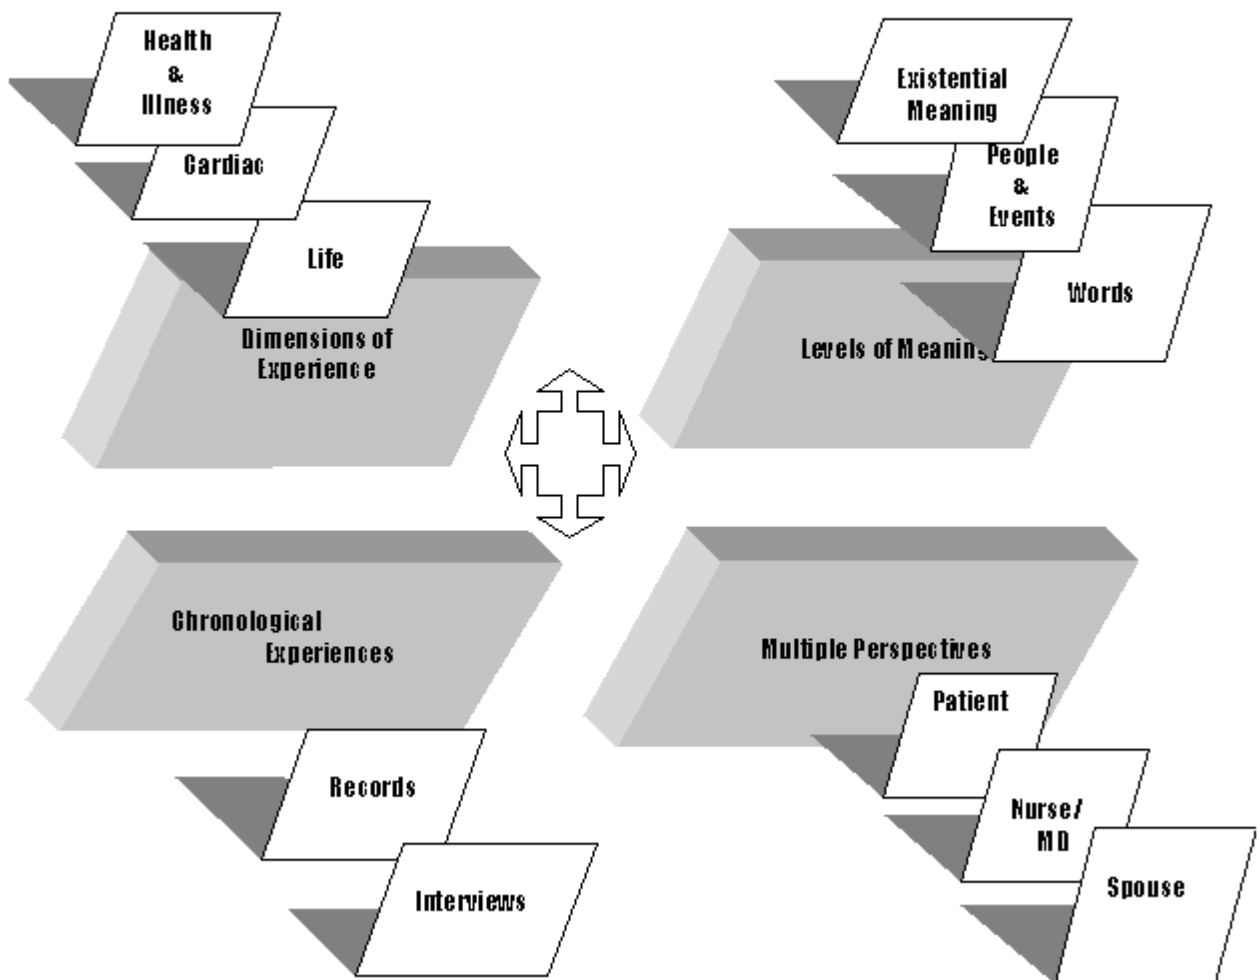 Health
&
Illness
Cardiac
Life
Dimensions of
Experience
Existential
Meaning
People
&
Events
Words
Levels of Meaning
Chronological
Experiences
Records
Interviews
Multiple Perspectives
Patient
Nurse/
MD
Spouse